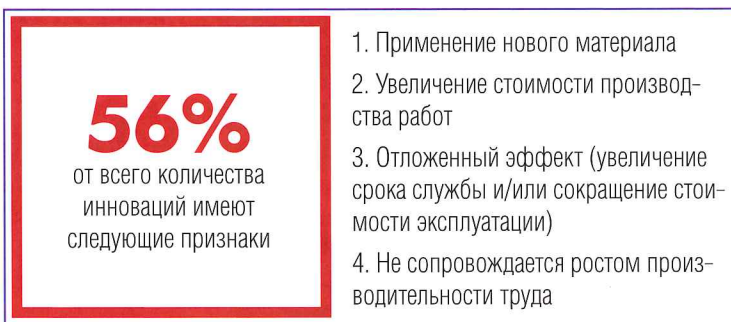 56%
от всего количества
инноваций имеют
следующие признаки
1. Применение нового материала
2. Увеличение стоимости производ-
ства работ
3. Отложенный эффект (увеличение
срока службы и/или сокращение стои-
мости эксплуатации)
4. Не сопровождается ростом произ-
водительности труда